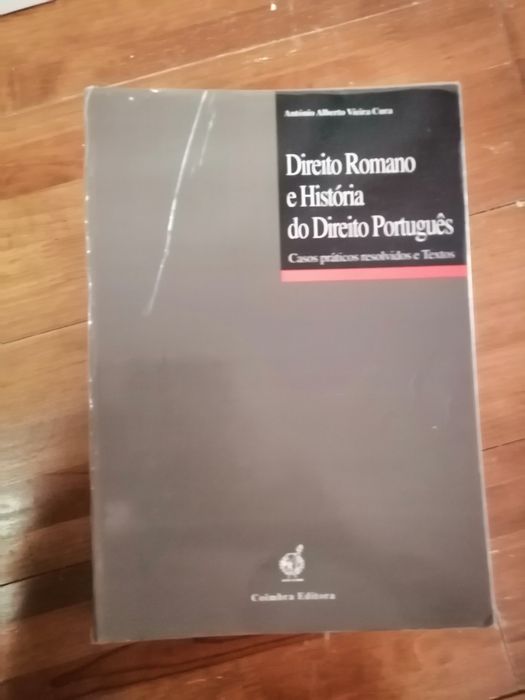 António Alberto Vieira Cura
Direito Romano
e História
do Direito Português
Casos práticos resolvidos e Textos
Coimbra Editora